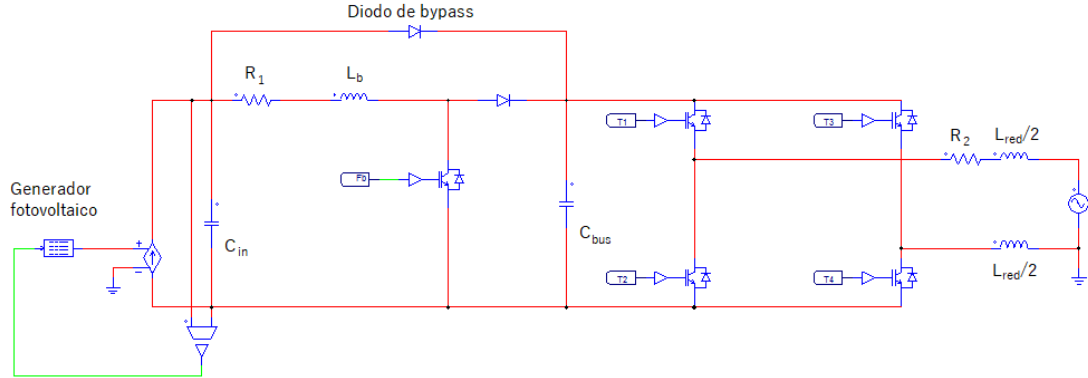 Diodo de bypass
R1
Lb
T1
T3
R2
Lred/2
Fb
Generador
fotovoltaico
Cin
Cbus
T2
T4
Lred/2